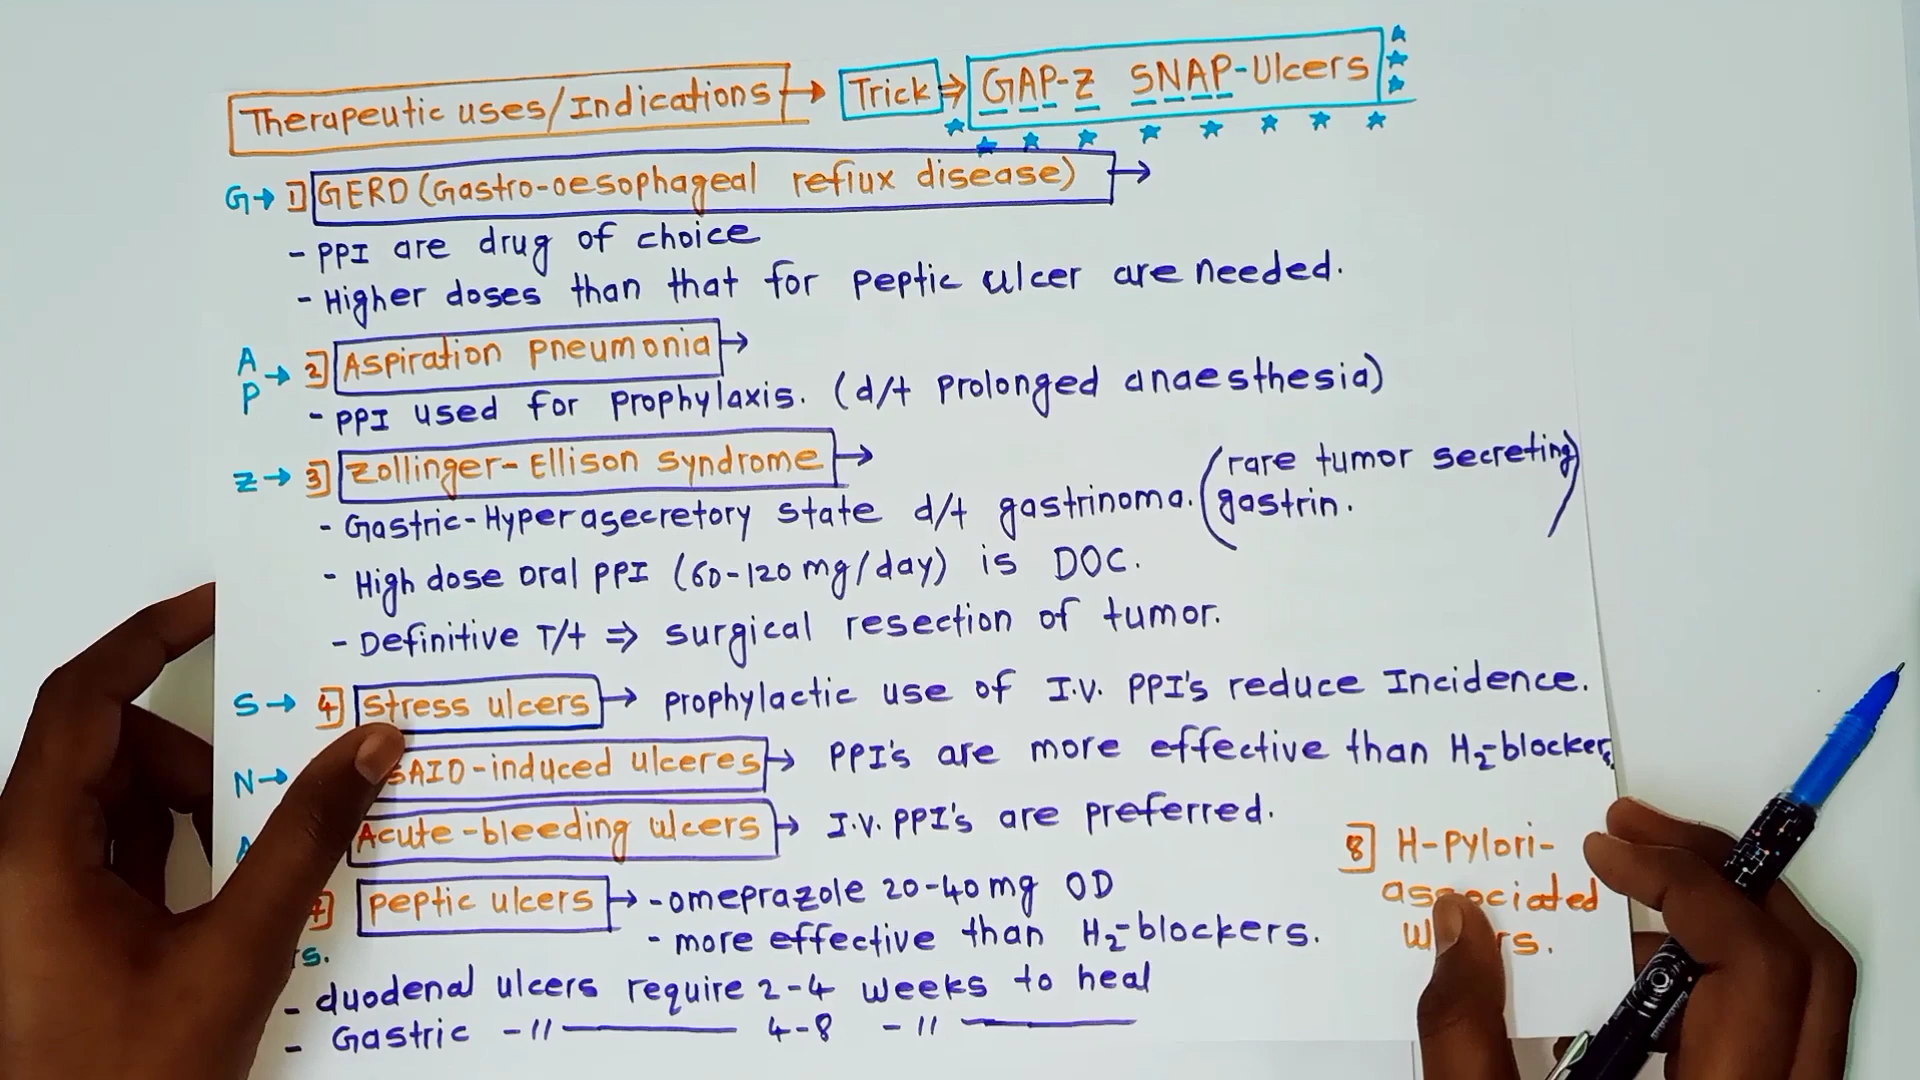 Therapeutic uses/Indications → Trick ⇒ GAP-Z SNAP-Ulcers
G→ 1] GERD (Gastro-oesophageal reflux disease) →
- PPI are drug of choice
- Higher doses than that for peptic ulcer are needed.
A P → 2] Aspiration pneumonia →
- PPI used for prophylaxis. (d/t prolonged anaesthesia)
Z → 3] Zollinger-Ellison syndrome →
- Gastric-Hyperasecretory state d/t gastrinoma. (rare tumor secreting gastrin.)
- High dose oral PPI (60-120 mg/day) is DOC.
- Definitive T/t ⇒ surgical resection of tumor.
S → 4] Stress ulcers → prophylactic use of I.V. PPI's reduce Incidence.
N → SAID-induced ulceres → PPI's are more effective than H2-blockers
A Acute-bleeding ulcers → I.V. PPI's are preferred.
7] peptic ulcers → - omeprazole 20-40 mg OD
- more effective than H2-blockers.
rs.
- duodenal ulcers require 2-4 weeks to heal
- Gastric -〃— 4-8 -〃—
8] H-pylori-
associated